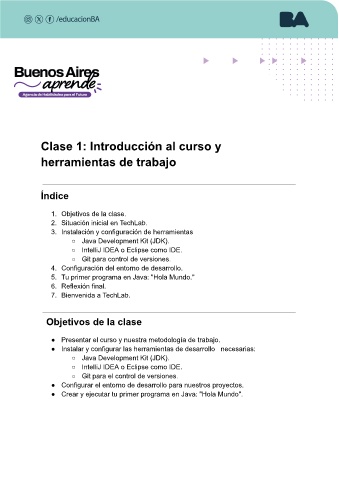 /educacionBA
BA
Buenos Aires
aprende
Agencia de Habilidades para el Futuro
Clase 1: Introducción al curso y
herramientas de trabajo
Índice
1. Objetivos de la clase.
2. Situación inicial en TechLab.
3. Instalación y configuración de herramientas
○ Java Development Kit (JDK).
○ IntelliJ IDEA o Eclipse como IDE.
○ Git para control de versiones.
4. Configuración del entorno de desarrollo.
5. Tu primer programa en Java: "Hola Mundo."
6. Reflexión final.
7. Bienvenida a TechLab.
Objetivos de la clase
● Presentar el curso y nuestra metodología de trabajo.
● Instalar y configurar las herramientas de desarrollo necesarias:
○ Java Development Kit (JDK).
○ IntelliJ IDEA o Eclipse como IDE.
○ Git para el control de versiones.
● Configurar el entorno de desarrollo para nuestros proyectos.
● Crear y ejecutar tu primer programa en Java: "Hola Mundo".